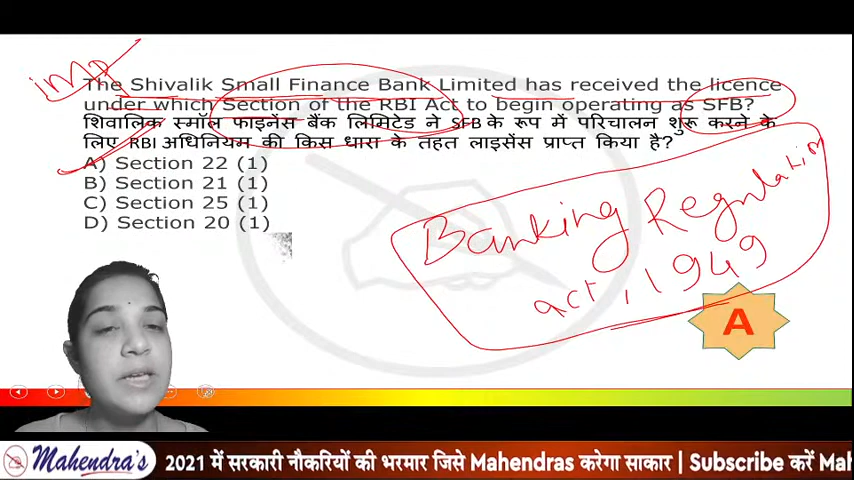 imp
The Shivalik Small Finance Bank Limited has received the licence
under which Section of the RBI Act to begin operating as SFB?
शिवालिक स्मॉल फाइनेंस बैंक लिमिटेड ने SFB के रूप में परिचालन शुरू करने के
लिए RBI अधिनियम की किस धारा के तहत लाइसेंस प्राप्त किया है?
A) Section 22 (1)
B) Section 21 (1)
C) Section 25 (1)
D) Section 20 (1)
Banking Regulation
act, 1949
A
Mahendra's
2021 में सरकारी नौकरियों की भरमार जिसे Mahendras करेगा साकार | Subscribe करें Mah